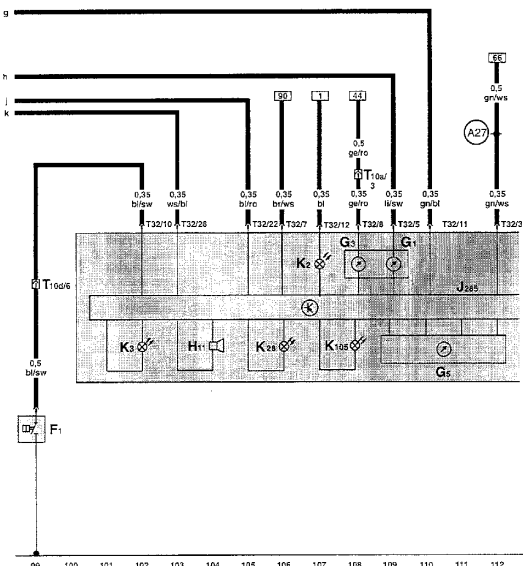 g
66
0,5
gn/ws
h
j
k
90
1
44
A27
0,5
ge/ro
T10a/
3
0,35
bl/sw
0,35
ws/bl
0,35
bl/ro
0,35
br/ws
0,35
bl
0,35
ge/ro
0,35
li/sw
0,35
gn/bl
0,35
gn/ws
T32/10
T32/28
T32/22
T32/7
T32/12
T32/8
T32/5
T32/11
T32/3
G3
G1
K2
J285
T10d/6
k
K3
H11
K28
K105
G5
0,5
bl/sw
F1
99 100 101 102 103 104 105 106 107 108 109 110 111 112